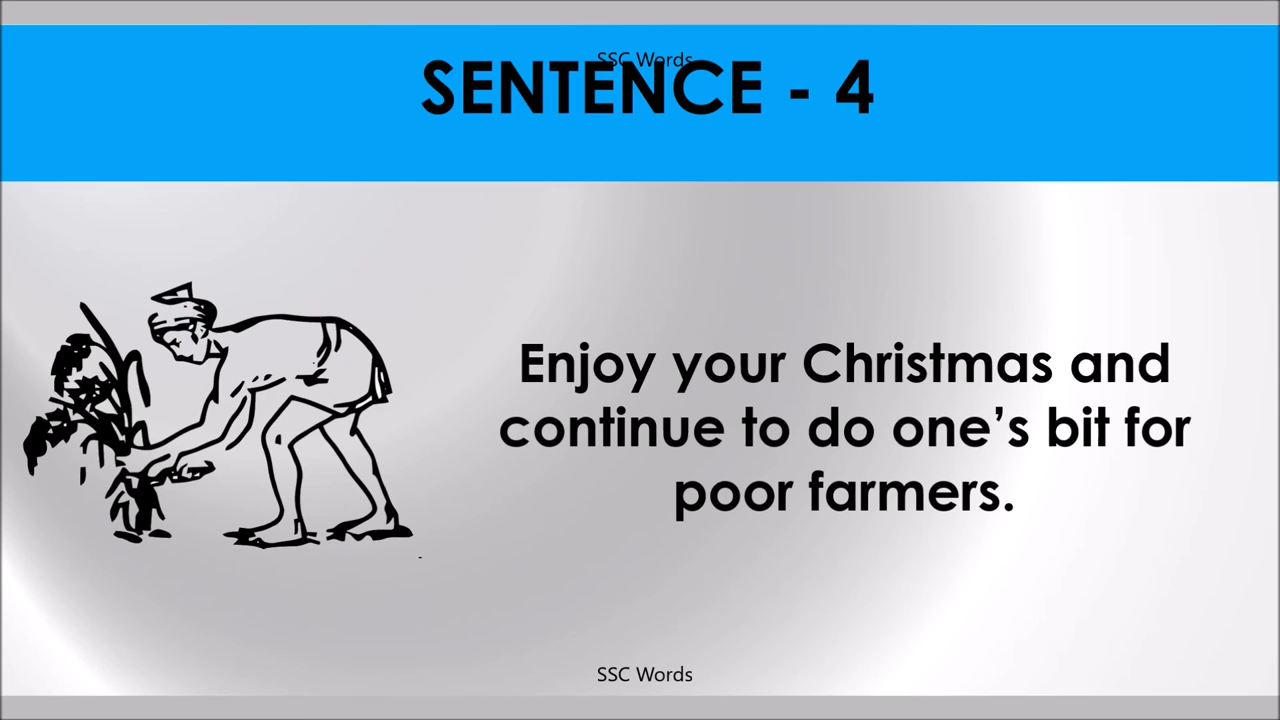 SSC Words
SENTENCE - 4
Enjoy your Christmas and
continue to do one’s bit for
poor farmers.
SSC Words